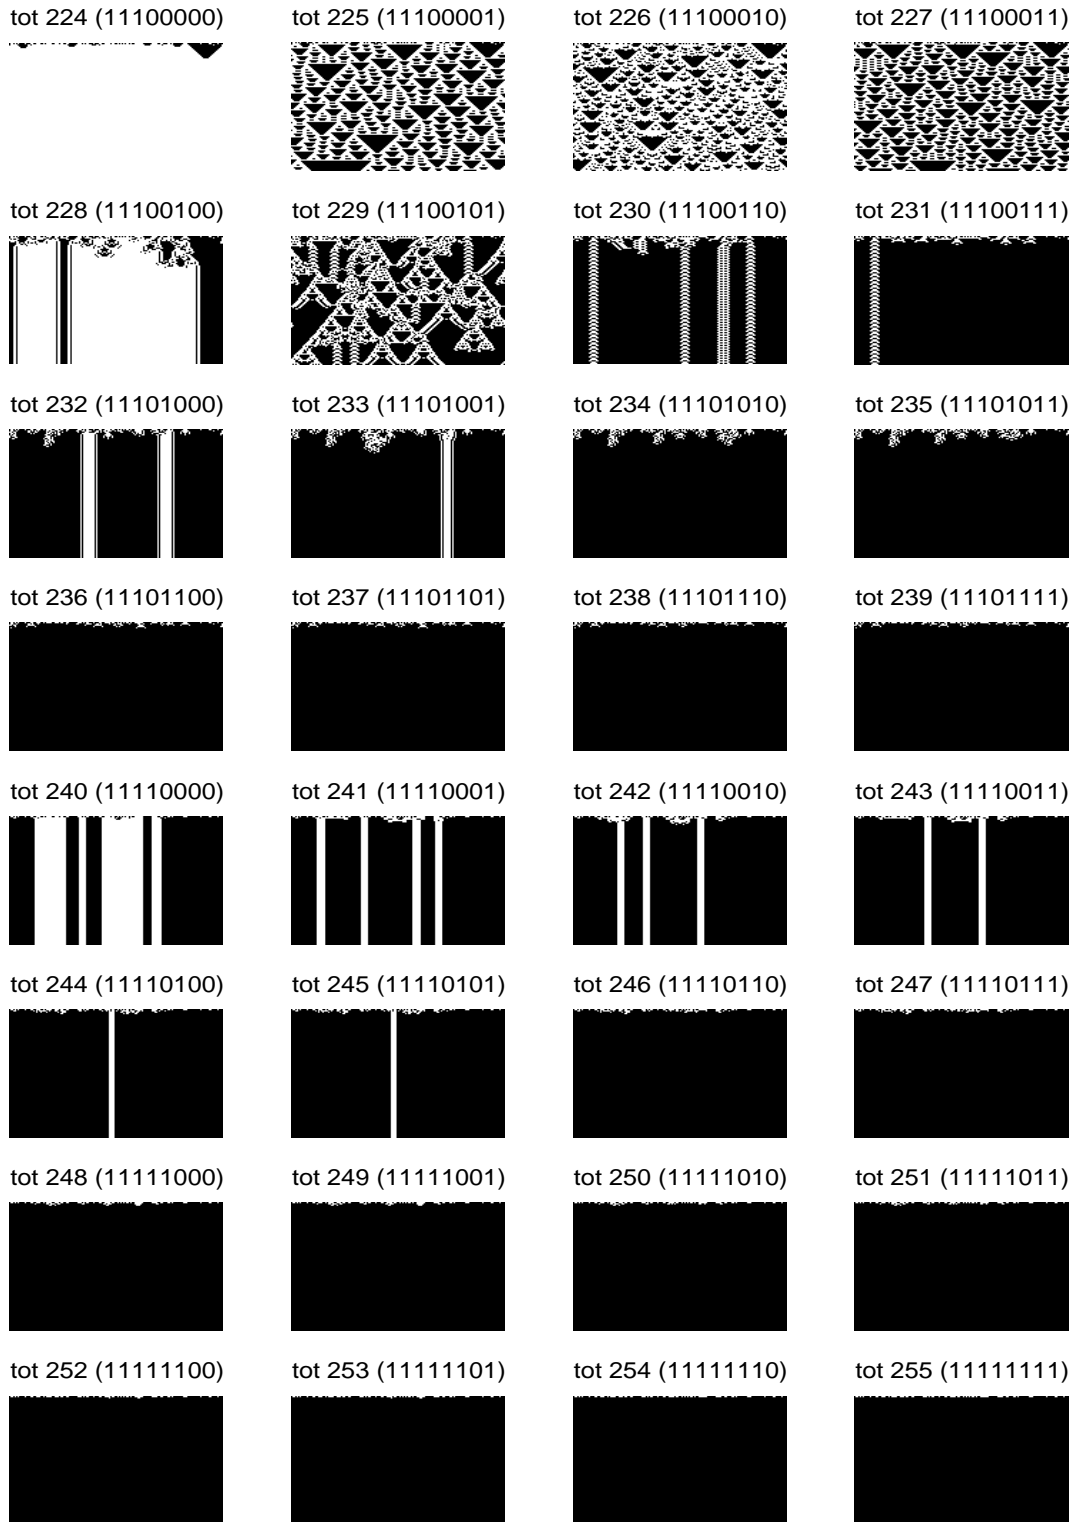 tot 224 (11100000) tot 225 (11100001) tot 226 (11100010) tot 227 (11100011)
tot 228 (11100100) tot 229 (11100101) tot 230 (11100110) tot 231 (11100111)
tot 232 (11101000) tot 233 (11101001) tot 234 (11101010) tot 235 (11101011)
tot 236 (11101100) tot 237 (11101101) tot 238 (11101110) tot 239 (11101111)
tot 240 (11110000) tot 241 (11110001) tot 242 (11110010) tot 243 (11110011)
tot 244 (11110100) tot 245 (11110101) tot 246 (11110110) tot 247 (11110111)
tot 248 (11111000) tot 249 (11111001) tot 250 (11111010) tot 251 (11111011)
tot 252 (11111100) tot 253 (11111101) tot 254 (11111110) tot 255 (11111111)